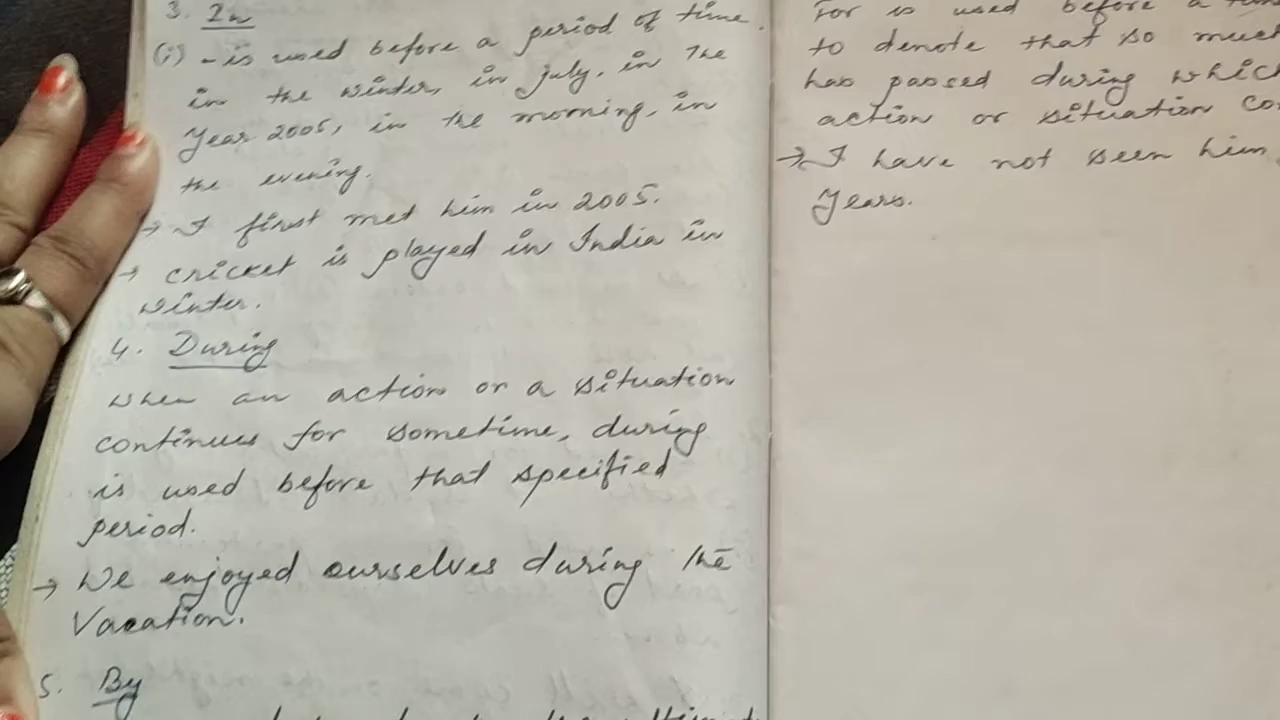 3. In
(i) - is used before a period of time.
in the winter, in july, in the
Year 2005, in the morning, in
the evening.
→ I first met him in 2005.
→ cricket is played in India in
winter.
4. During
when an action or a situation
continues for sometime, during
is used before that specified
period.
→ We enjoyed ourselves during the
Vacation.
5. By
For is used before a
to denote that so much
has passed during which
action or situation
→ I have not seen him
Years.